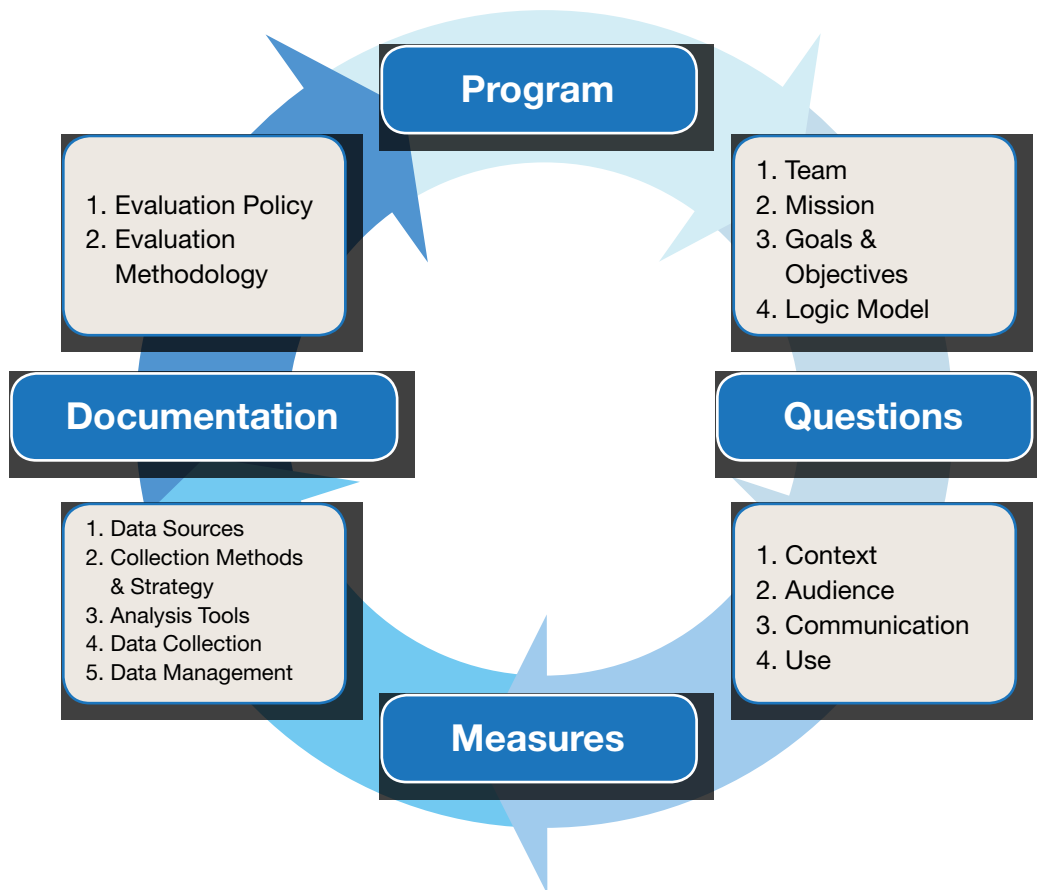 Program
1. Team
2. Mission
3. Goals &
Objectives
4. Logic Model
Questions
1. Context
2. Audience
3. Communication
4. Use
Measures
1. Data Sources
2. Collection Methods
& Strategy
3. Analysis Tools
4. Data Collection
5. Data Management
Documentation
1. Evaluation Policy
2. Evaluation
Methodology